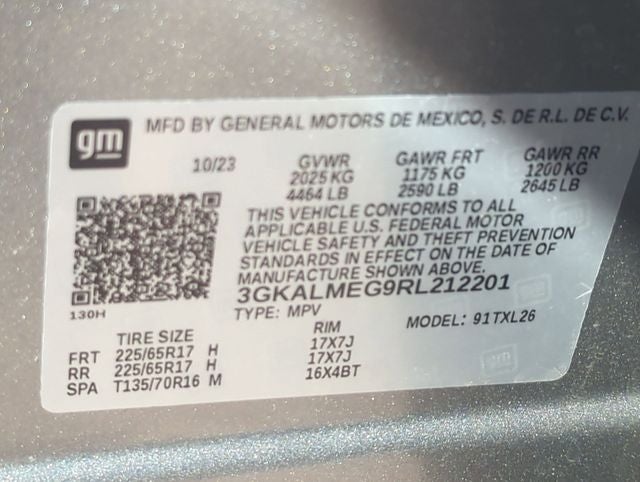 gm MFD BY GENERAL MOTORS DE MEXICO, S. DE R.L. DE C.V.
10/23 GVWR GAWR FRT GAWR RR
2025 KG 1175 KG 1200 KG
4464 LB 2590 LB 2645 LB
THIS VEHICLE CONFORMS TO ALL
APPLICABLE U.S. FEDERAL MOTOR
VEHICLE SAFETY AND THEFT PREVENTION
STANDARDS IN EFFECT ON THE DATE OF
MANUFACTURE SHOWN ABOVE.
130H 3GKALMEG9RL212201
TYPE: MPV MODEL: 91TXL26
TIRE SIZE RIM
FRT 225/65R17 H 17X7J
RR 225/65R17 H 17X7J
SPA T135/70R16 M 16X4BT